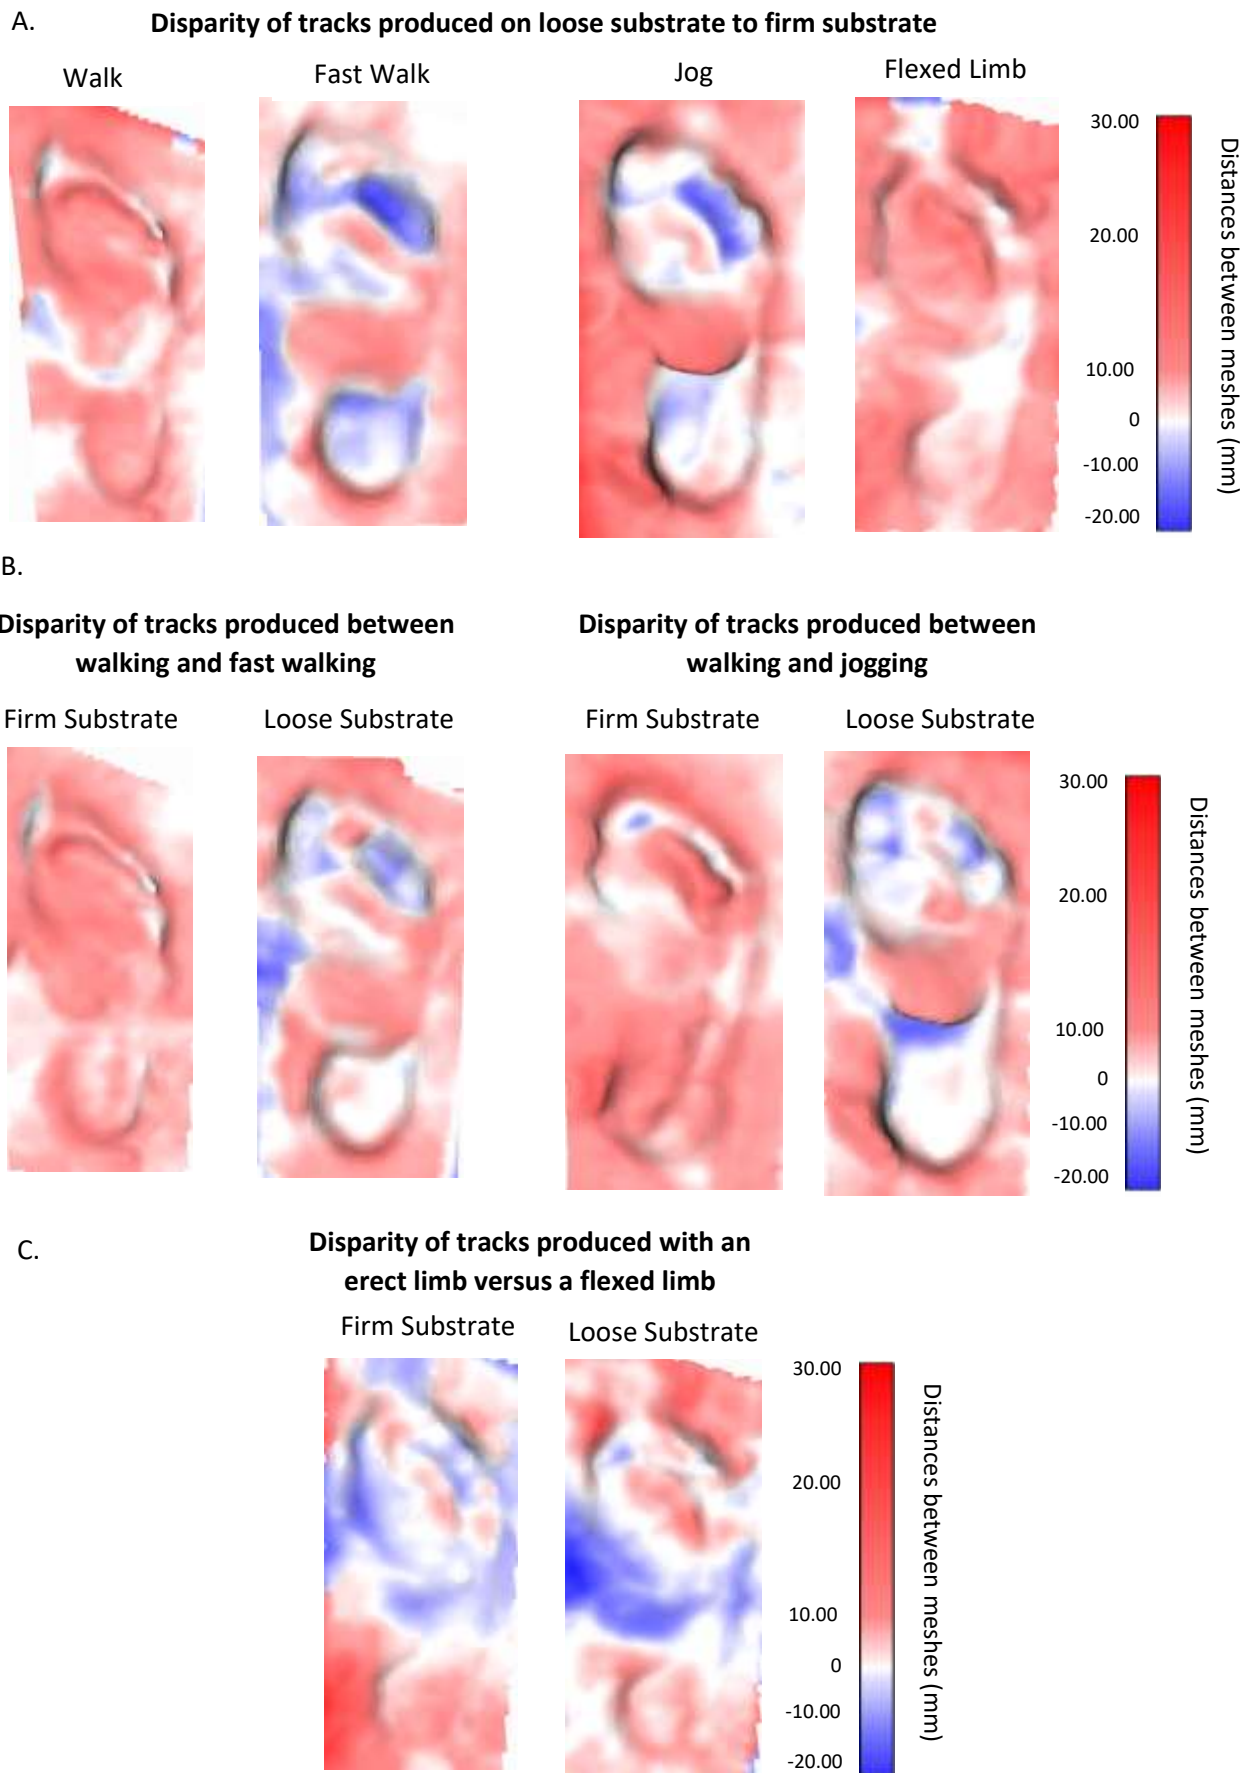 A.
Disparity of tracks produced on loose substrate to firm substrate
Walk
Fast Walk
Jog
Flexed Limb
30.00
20.00
10.00
0
-10.00
-20.00
Distances between meshes (mm)
B.
Disparity of tracks produced between
walking and fast walking
Disparity of tracks produced between
walking and jogging
Firm Substrate
Loose Substrate
Firm Substrate
Loose Substrate
30.00
20.00
10.00
0
-10.00
-20.00
Distances between meshes (mm)
C.
Disparity of tracks produced with an
erect limb versus a flexed limb
Firm Substrate
Loose Substrate
30.00
20.00
10.00
0
-10.00
-20.00
Distances between meshes (mm)